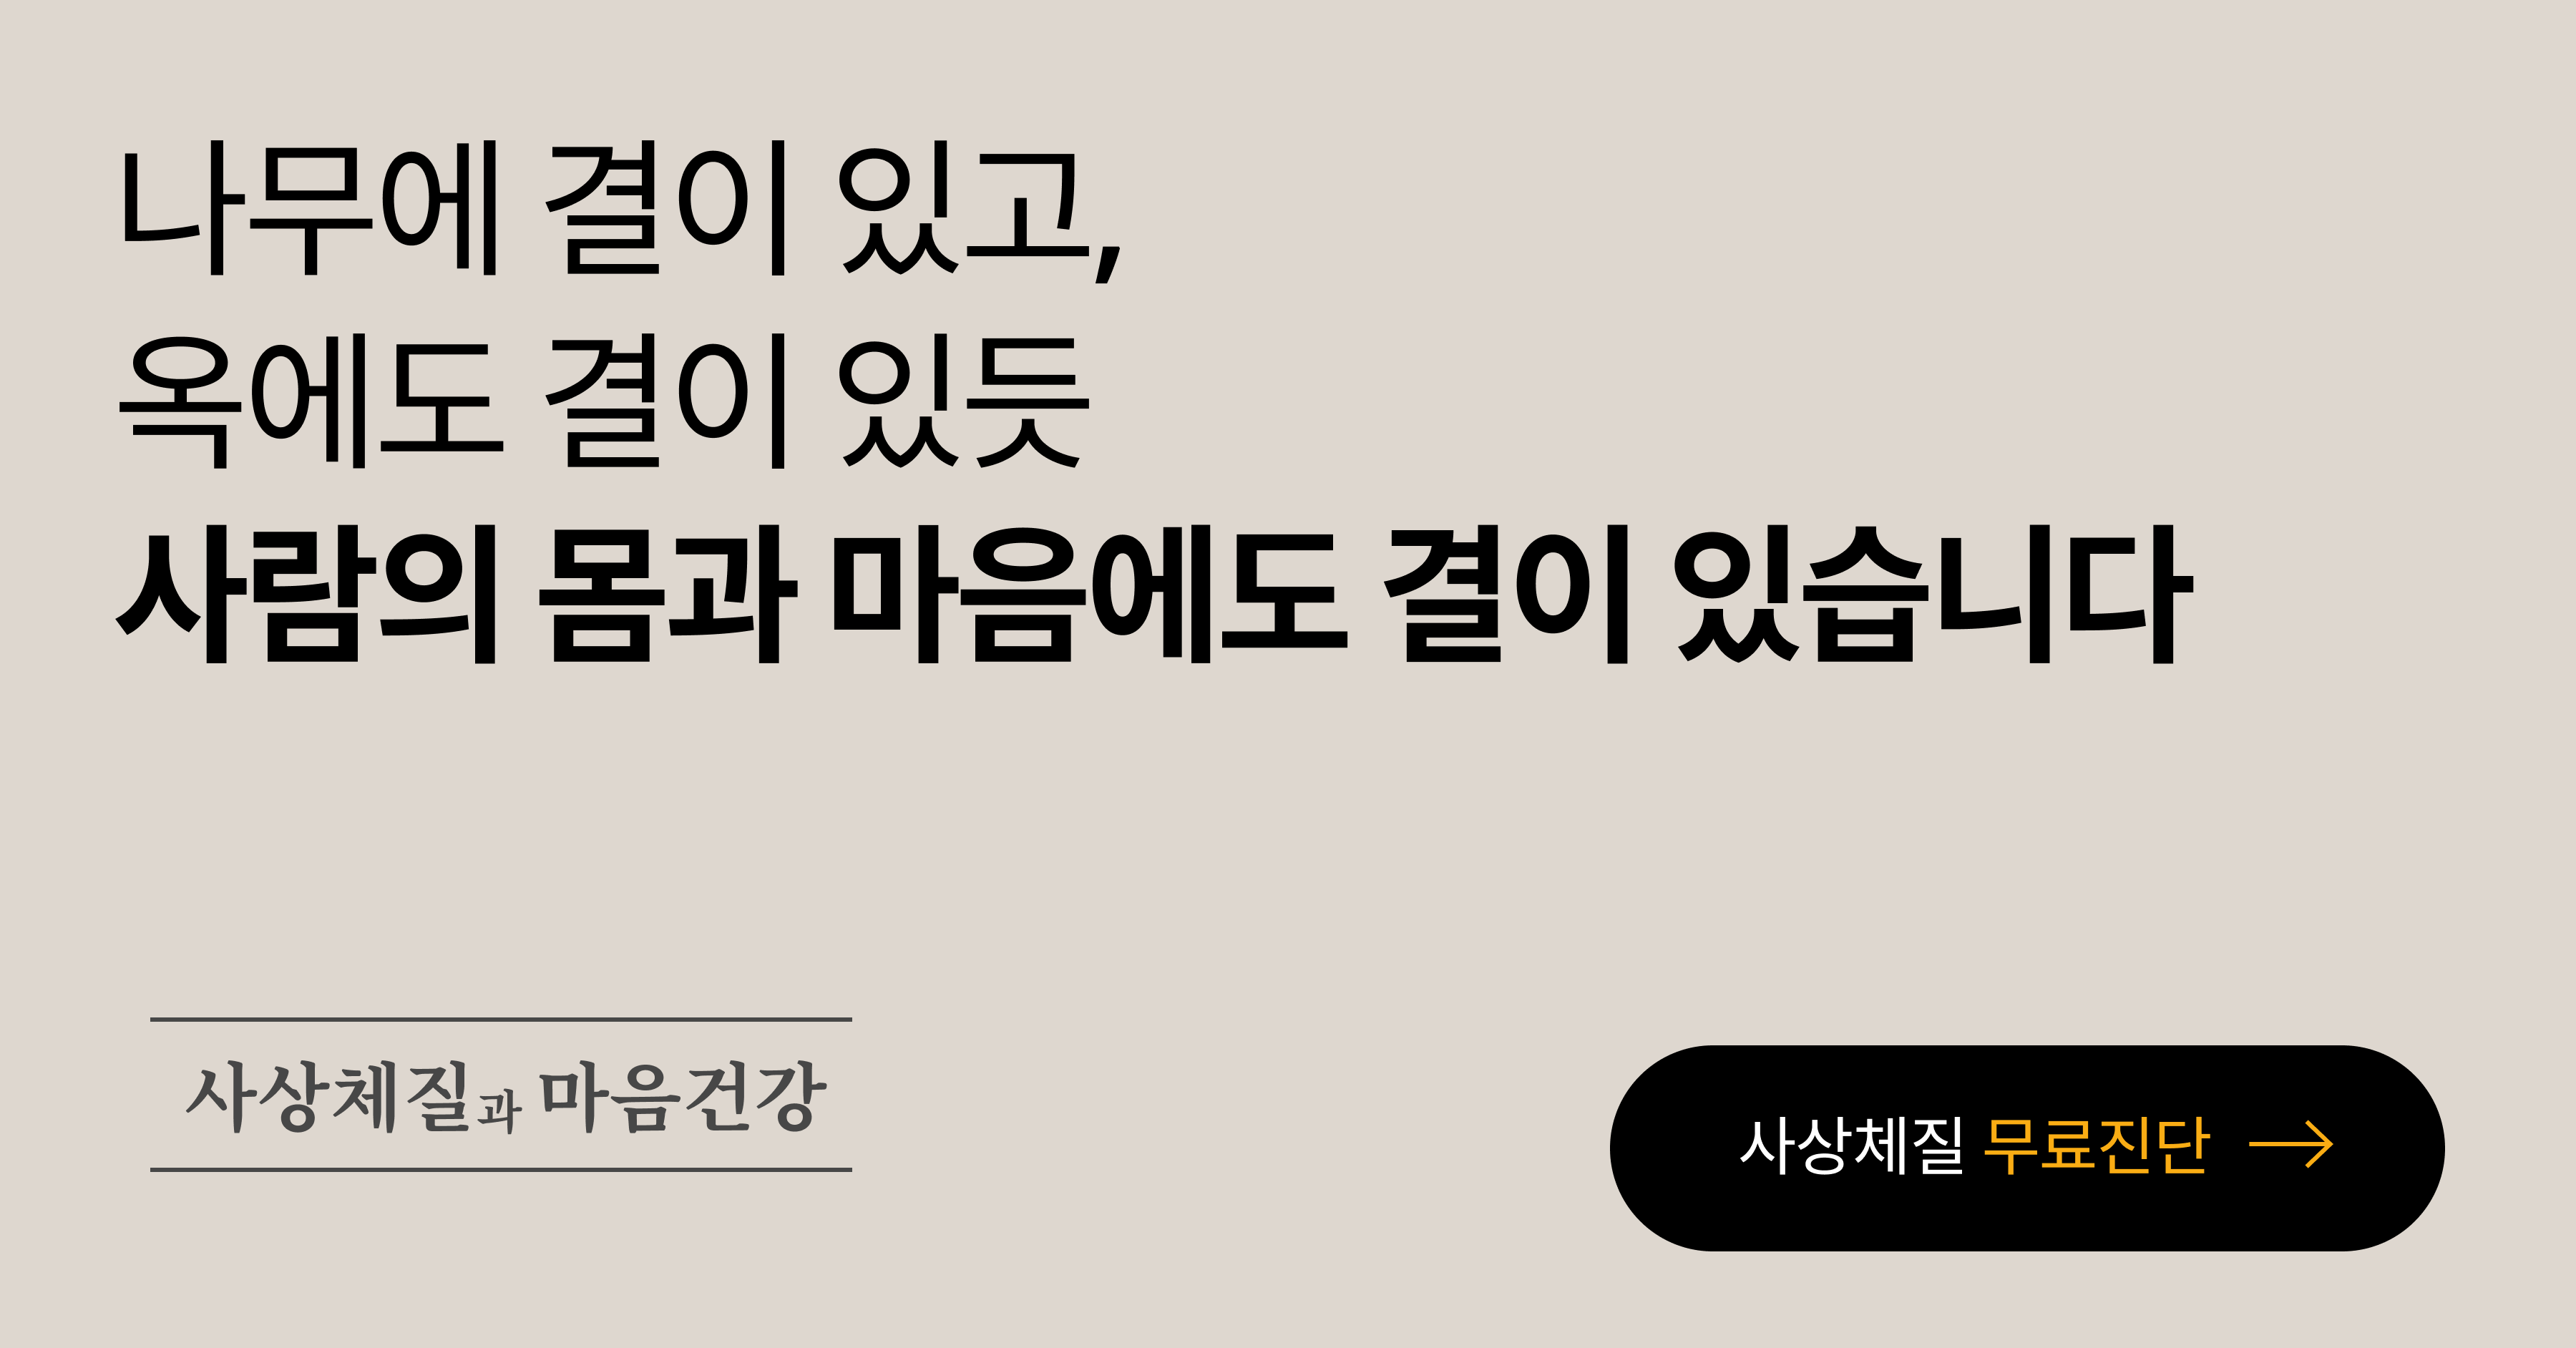 나무에 결이 있고,
옥에도 결이 있듯
사람의 몸과 마음에도 결이 있습니다
사상체질과 마음건강
사상체질 무료진단 →